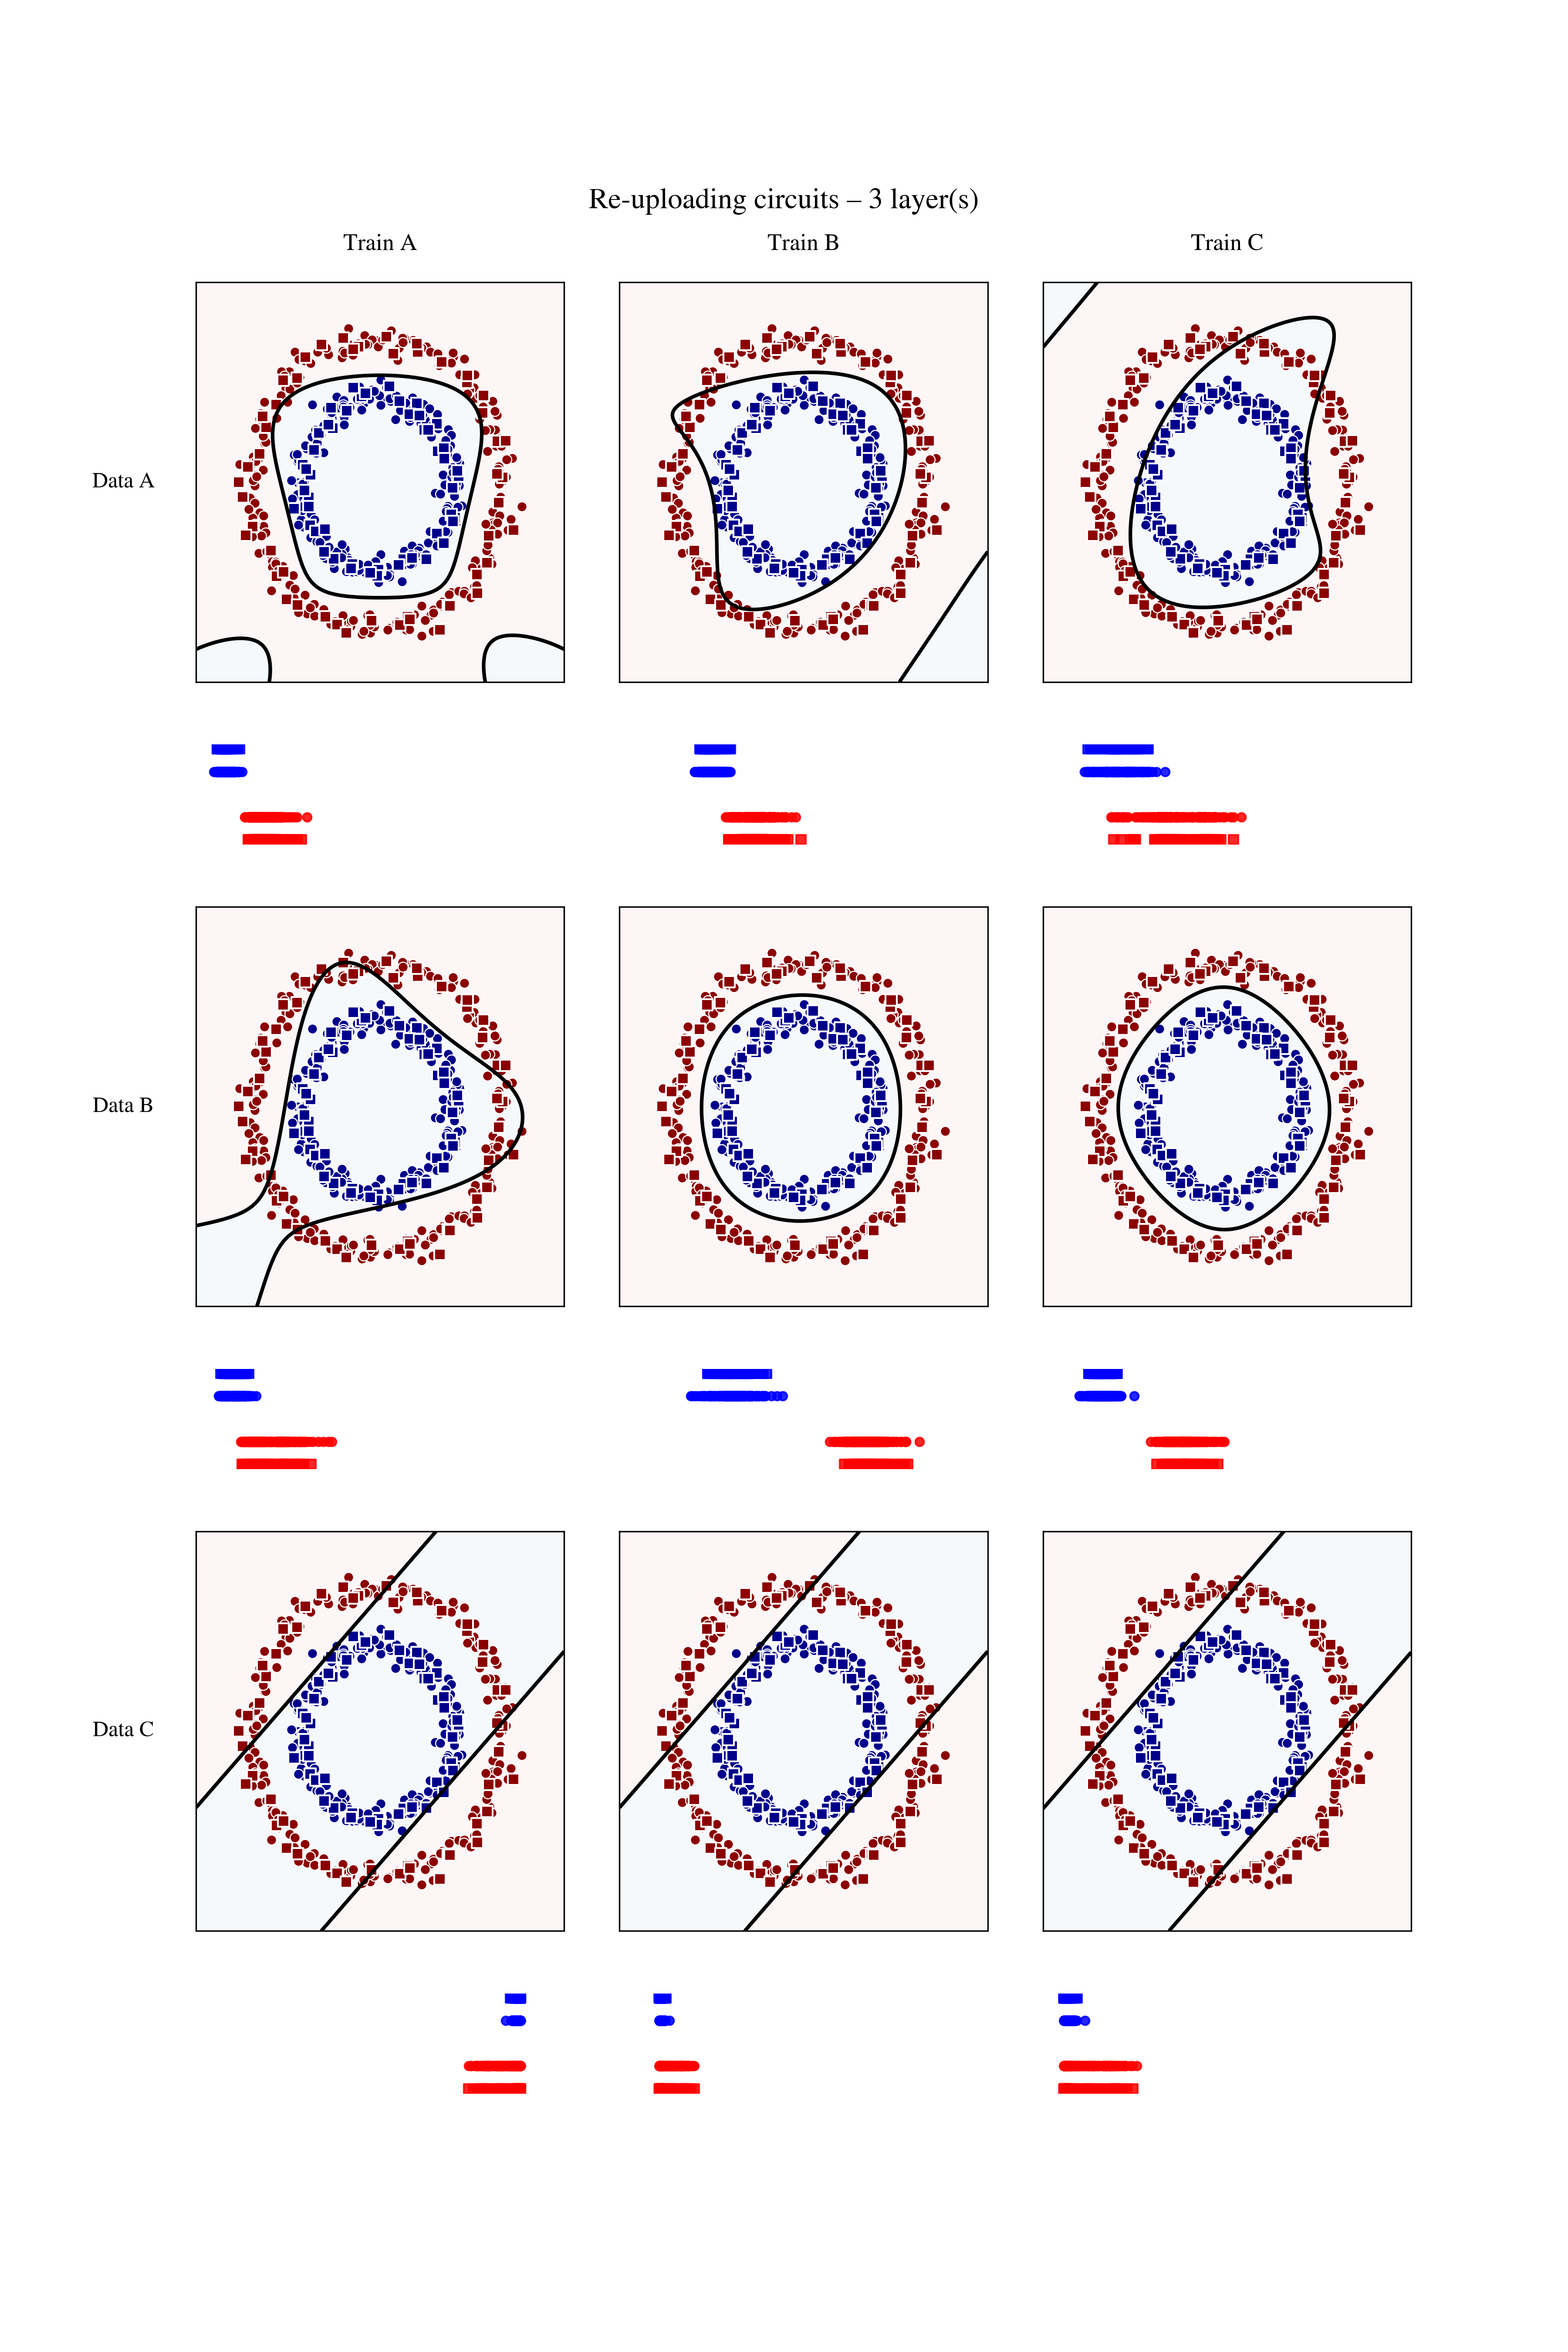 Re-uploading circuits – 3 layer(s)
Train A
Train B
Train C
Data A
Data B
Data C